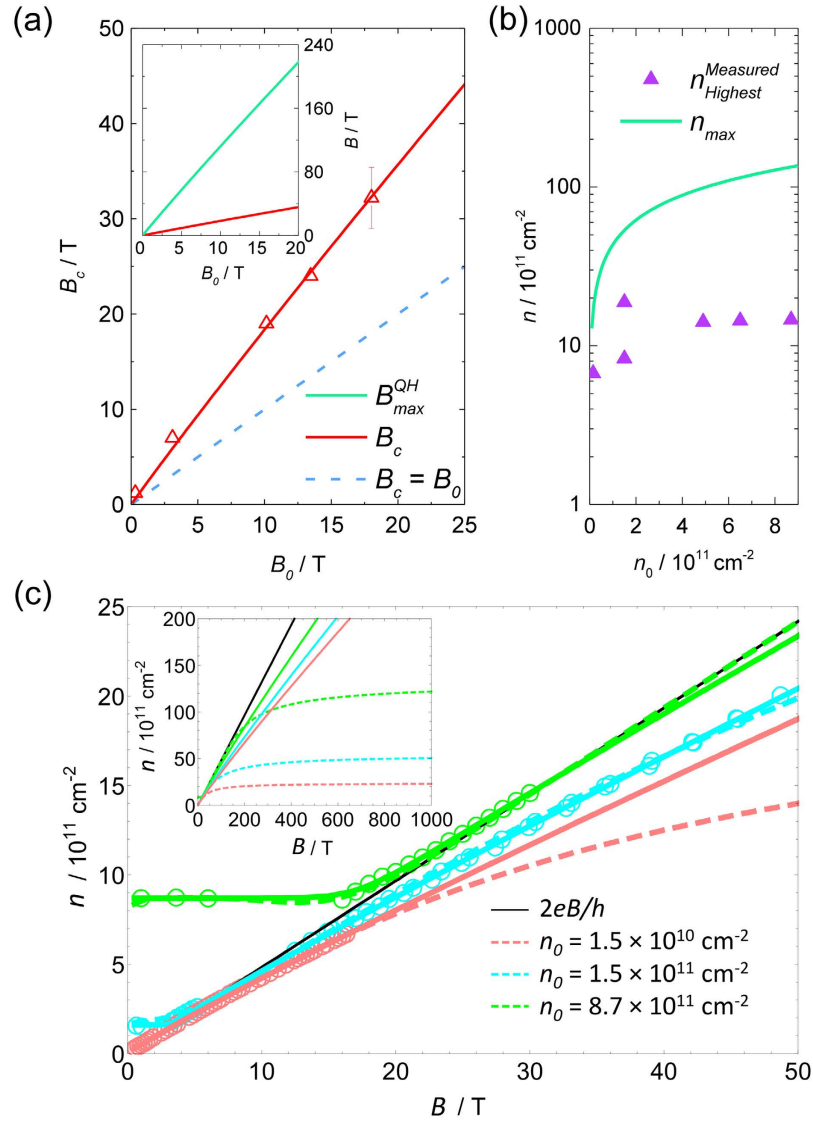 (a)
50
40
30
20
10
0
B_c / T
0 5 10 15 20 25
B_0 / T
240
160
80
0
B / T
0 5 10 15 20
B_0 / T
B_max^QH
B_c
B_c = B_0
(b)
1000
100
10
1
n / 10^11 cm^-2
n_Highest^Measured
n_max
0 2 4 6 8
n_0 / 10^11 cm^-2
(c)
25
20
15
10
5
0
n / 10^11 cm^-2
200
150
100
50
0
n / 10^11 cm^-2
0 200 400 600 800 1000
B / T
2eB/h
n_0 = 1.5 × 10^10 cm^-2
n_0 = 1.5 × 10^11 cm^-2
n_0 = 8.7 × 10^11 cm^-2
0 10 20 30 40 50
B / T